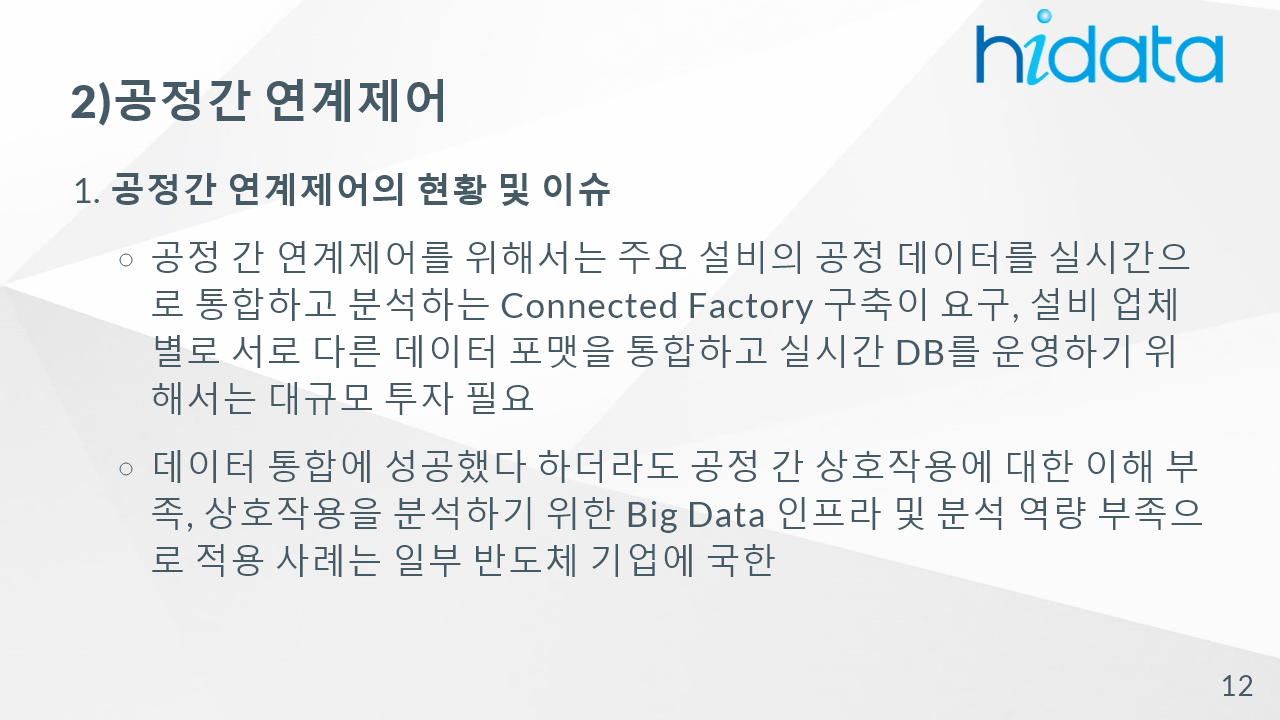 hidata
2)공정간 연계제어
1. 공정간 연계제어의 현황 및 이슈
○ 공정 간 연계제어를 위해서는 주요 설비의 공정 데이터를 실시간으
로 통합하고 분석하는 Connected Factory 구축이 요구, 설비 업체
별로 서로 다른 데이터 포맷을 통합하고 실시간 DB를 운영하기 위
해서는 대규모 투자 필요
○ 데이터 통합에 성공했다 하더라도 공정 간 상호작용에 대한 이해 부
족, 상호작용을 분석하기 위한 Big Data 인프라 및 분석 역량 부족으
로 적용 사례는 일부 반도체 기업에 국한
12